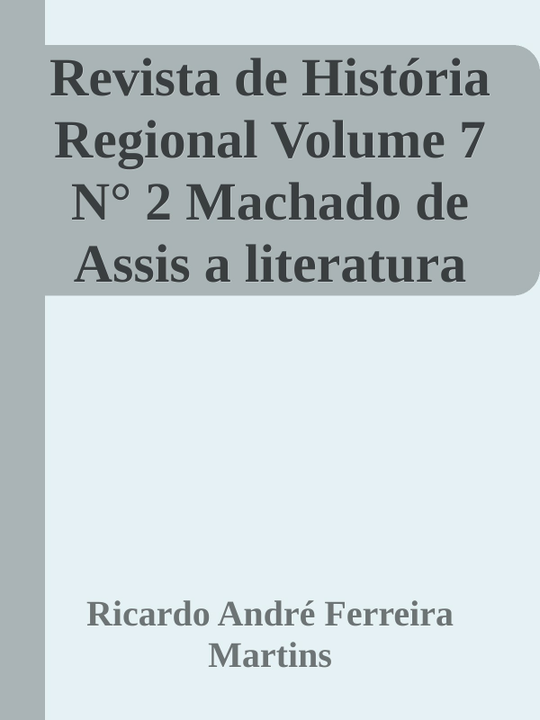 Revista de História
Regional Volume 7
N° 2 Machado de
Assis a literatura
Ricardo André Ferreira
Martins